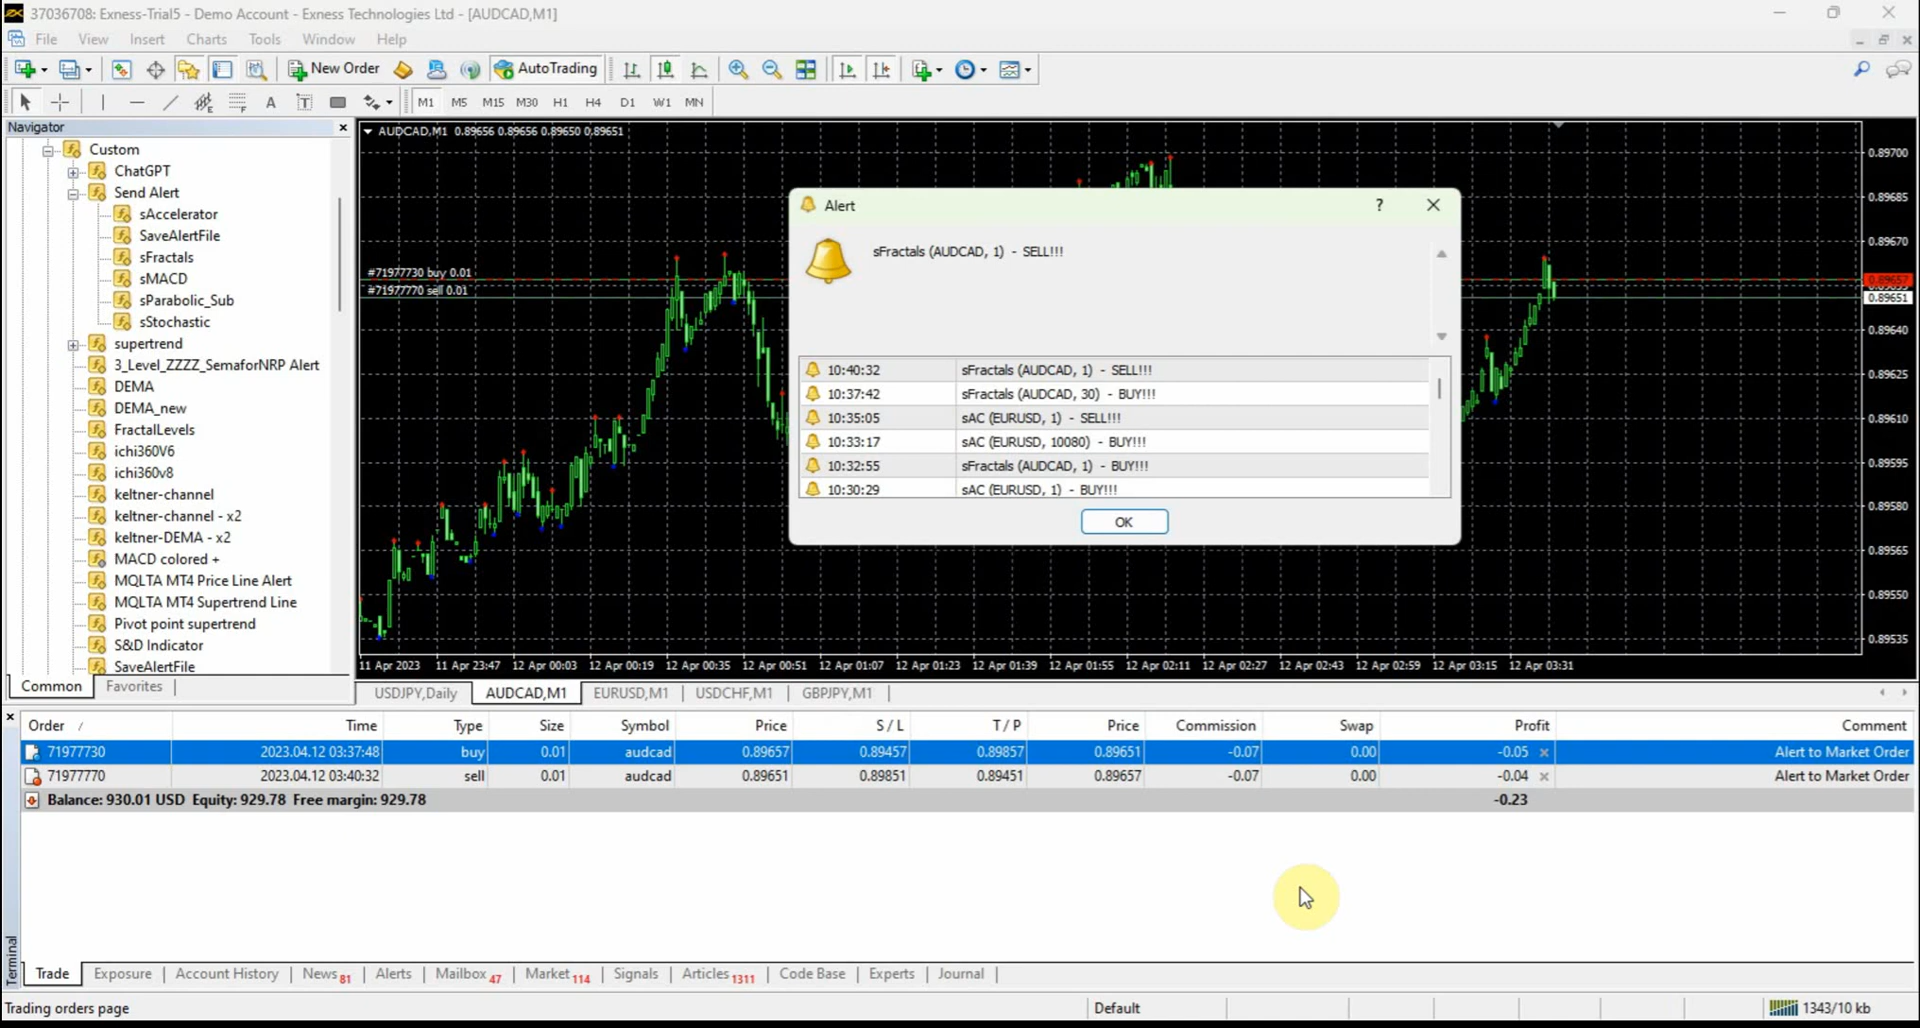 37036708: Exness-Trial5 - Demo Account - Exness Technologies Ltd - [AUDCAD,M1]
File View Insert Charts Tools Window Help
New Order AutoTrading
A T M1 M5 M15 M30 H1 H4 D1 W1 MN
Navigator
Custom
ChatGPT
Send Alert
sAccelerator
SaveAlertFile
sFractals
sMACD
sParabolic_Sub
sStochastic
supertrend
3_Level_ZZZZ_SemaforNRP Alert
DEMA
DEMA_new
FractalLevels
ichi360V6
ichi360v8
keltner-channel
keltner-channel - x2
keltner-DEMA - x2
MACD colored +
MQLTA MT4 Price Line Alert
MQLTA MT4 Supertrend Line
Pivot point supertrend
S&D Indicator
SaveAlertFile
Common Favorites
AUDCAD,M1 0.89656 0.89656 0.89650 0.89651
#71977730 buy 0.01
#71977770 sell 0.01
0.89700
0.89685
0.89670
0.89657
0.89651
0.89640
0.89625
0.89610
0.89595
0.89580
0.89565
0.89550
0.89535
11 Apr 2023 11 Apr 23:47 12 Apr 00:03 12 Apr 00:19 12 Apr 00:35 12 Apr 00:51 12 Apr 01:07 12 Apr 01:23 12 Apr 01:39 12 Apr 01:55 12 Apr 02:11 12 Apr 02:27 12 Apr 02:43 12 Apr 02:59 12 Apr 03:15 12 Apr 03:31
Alert ?
sFractals (AUDCAD, 1) - SELL!!!
10:40:32 sFractals (AUDCAD, 1) - SELL!!!
10:37:42 sFractals (AUDCAD, 30) - BUY!!!
10:35:05 sAC (EURUSD, 1) - SELL!!!
10:33:17 sAC (EURUSD, 10080) - BUY!!!
10:32:55 sFractals (AUDCAD, 1) - BUY!!!
10:30:29 sAC (EURUSD, 1) - BUY!!!
OK
USDJPY,Daily AUDCAD,M1 EURUSD,M1 USDCHF,M1 GBPJPY,M1
Order / Time Type Size Symbol Price S / L T / P Price Commission Swap Profit Comment
71977730 2023.04.12 03:37:48 buy 0.01 audcad 0.89657 0.89457 0.89857 0.89651 -0.07 0.00 -0.05 Alert to Market Order
71977770 2023.04.12 03:40:32 sell 0.01 audcad 0.89651 0.89851 0.89451 0.89657 -0.07 0.00 -0.04 Alert to Market Order
Balance: 930.01 USD Equity: 929.78 Free margin: 929.78 -0.23
Terminal
Trade Exposure Account History News 81 Alerts Mailbox 47 Market 114 Signals Articles 1311 Code Base Experts Journal
Trading orders page Default 1343/10 kb